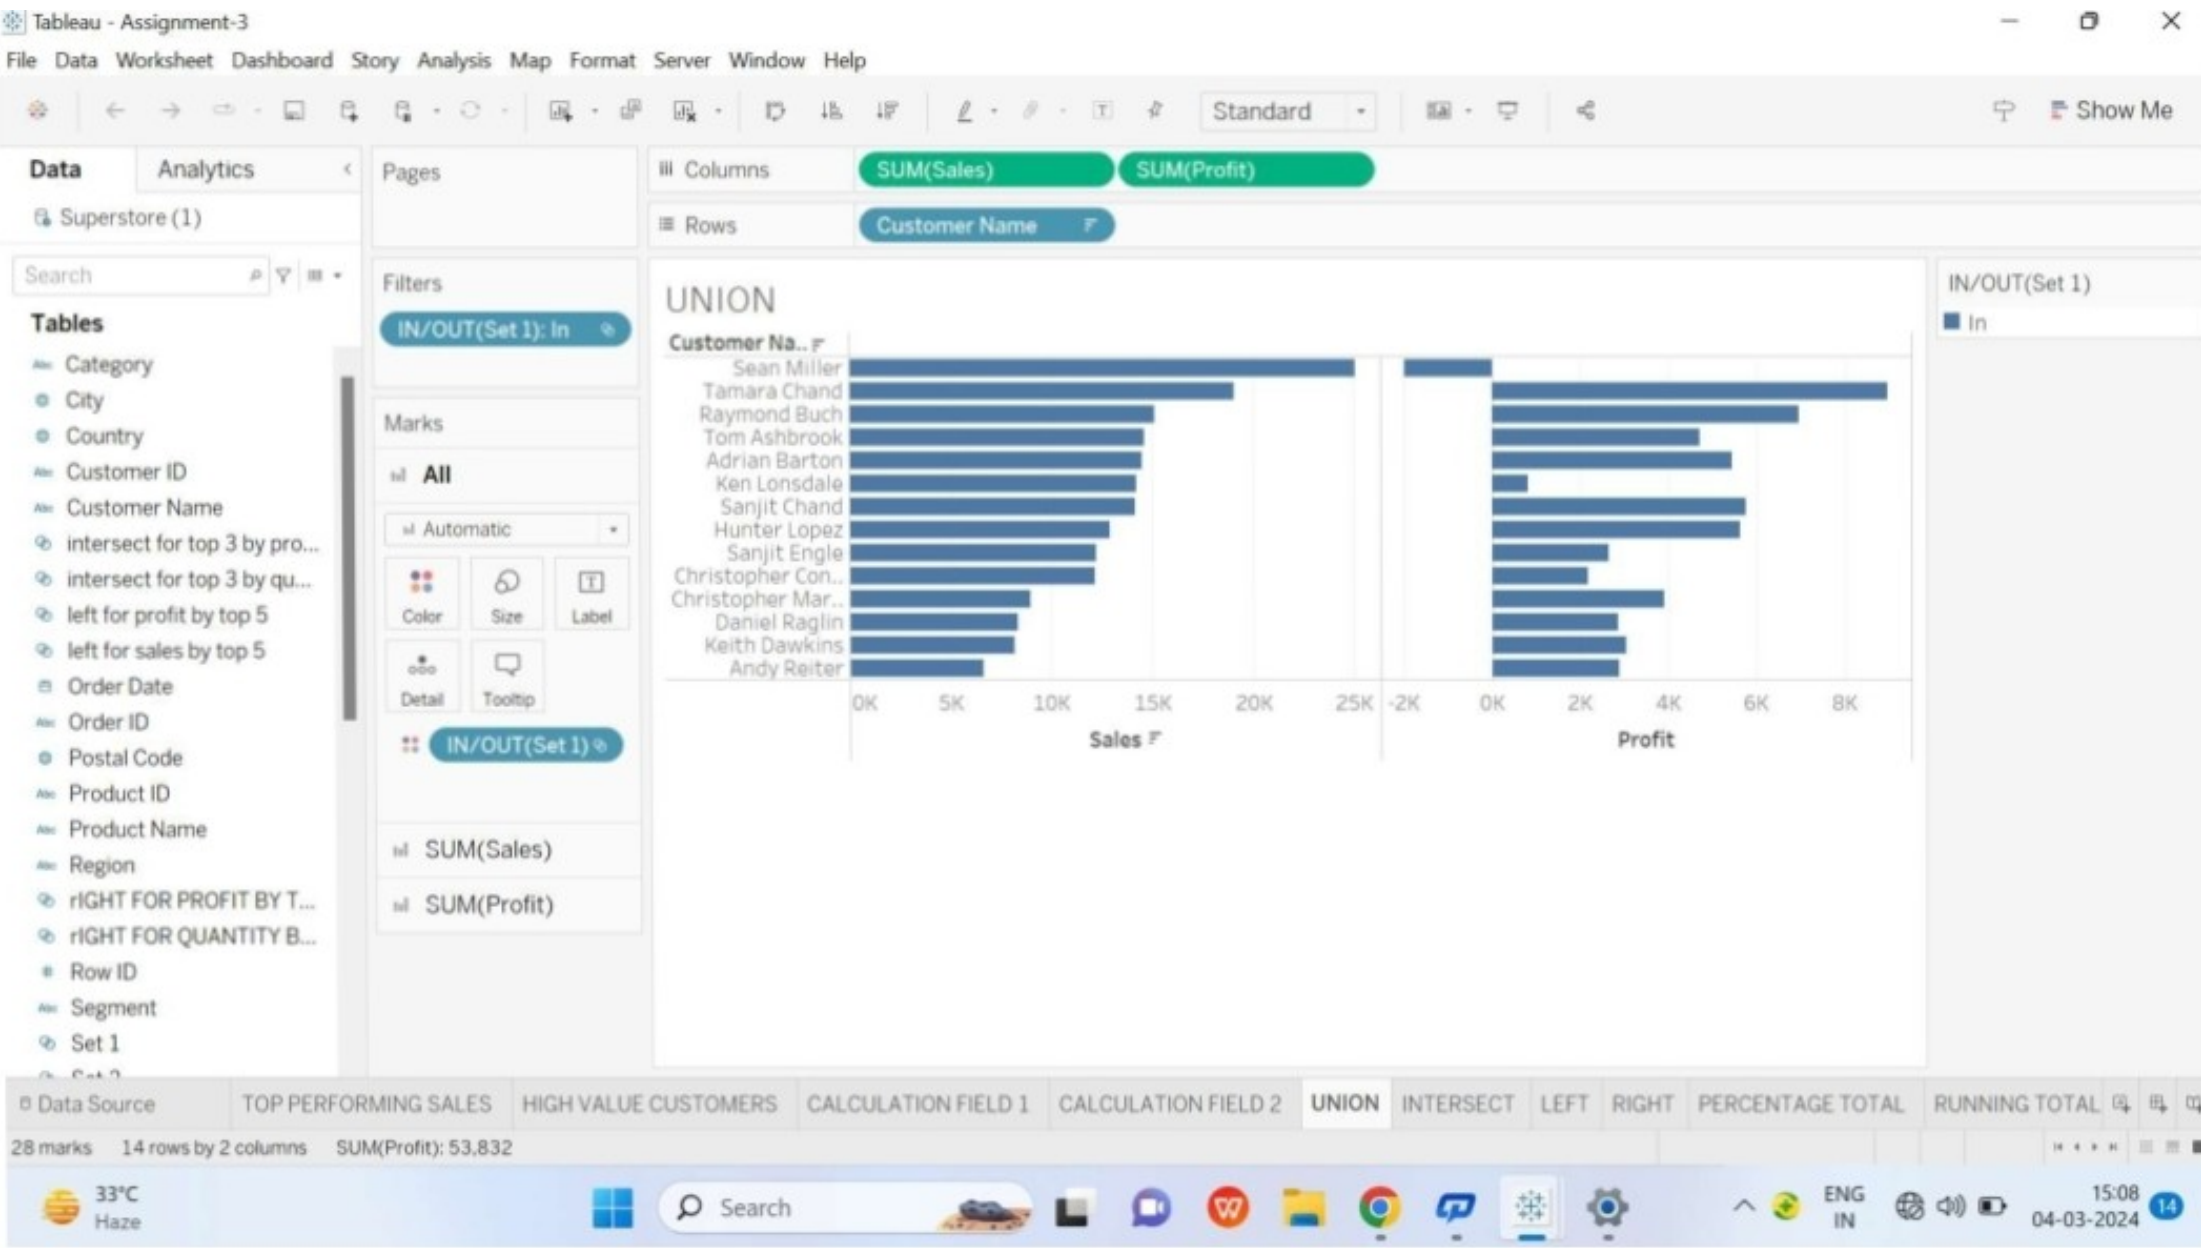 Tableau - Assignment-3
File Data Worksheet Dashboard Story Analysis Map Format Server Window Help
Standard
Show Me
Data Analytics
Superstore (1)
Search
Tables
Abc Category
City
Country
Abc Customer ID
Abc Customer Name
intersect for top 3 by pro...
intersect for top 3 by qu...
left for profit by top 5
left for sales by top 5
Order Date
Abc Order ID
Postal Code
Abc Product ID
Abc Product Name
Abc Region
rIGHT FOR PROFIT BY T...
rIGHT FOR QUANTITY B...
# Row ID
Abc Segment
Set 1
Set 2
Pages
Filters
IN/OUT(Set 1): In
Marks
All
Automatic
Color Size Label
Detail Tooltip
IN/OUT(Set 1)
SUM(Sales)
SUM(Profit)
Columns SUM(Sales) SUM(Profit)
Rows Customer Name
UNION
Customer Na..
Sean Miller
Tamara Chand
Raymond Buch
Tom Ashbrook
Adrian Barton
Ken Lonsdale
Sanjit Chand
Hunter Lopez
Sanjit Engle
Christopher Con..
Christopher Mar..
Daniel Raglin
Keith Dawkins
Andy Reiter
0K 5K 10K 15K 20K 25K -2K 0K 2K 4K 6K 8K
Sales Profit
IN/OUT(Set 1)
In
Data Source TOP PERFORMING SALES HIGH VALUE CUSTOMERS CALCULATION FIELD 1 CALCULATION FIELD 2 UNION INTERSECT LEFT RIGHT PERCENTAGE TOTAL RUNNING TOTAL
28 marks 14 rows by 2 columns SUM(Profit): 53,832
33°C
Haze
Search
ENG
IN
15:08
04-03-2024
14